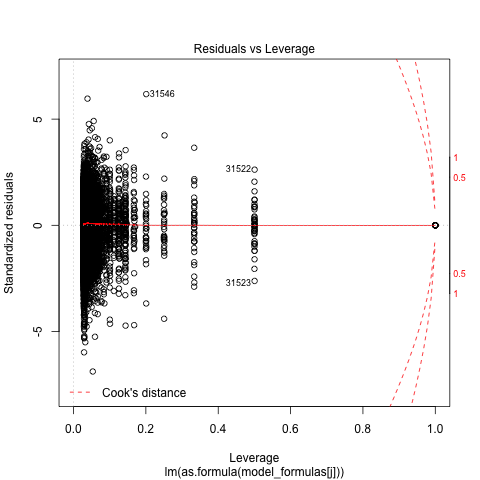 Residuals vs Leverage
Standardized residuals
5
0
-5
31546
31522
31523
1
0.5
0.5
1
Cook's distance
0.0 0.2 0.4 0.6 0.8 1.0
Leverage
lm(as.formula(model_formulas[j]))